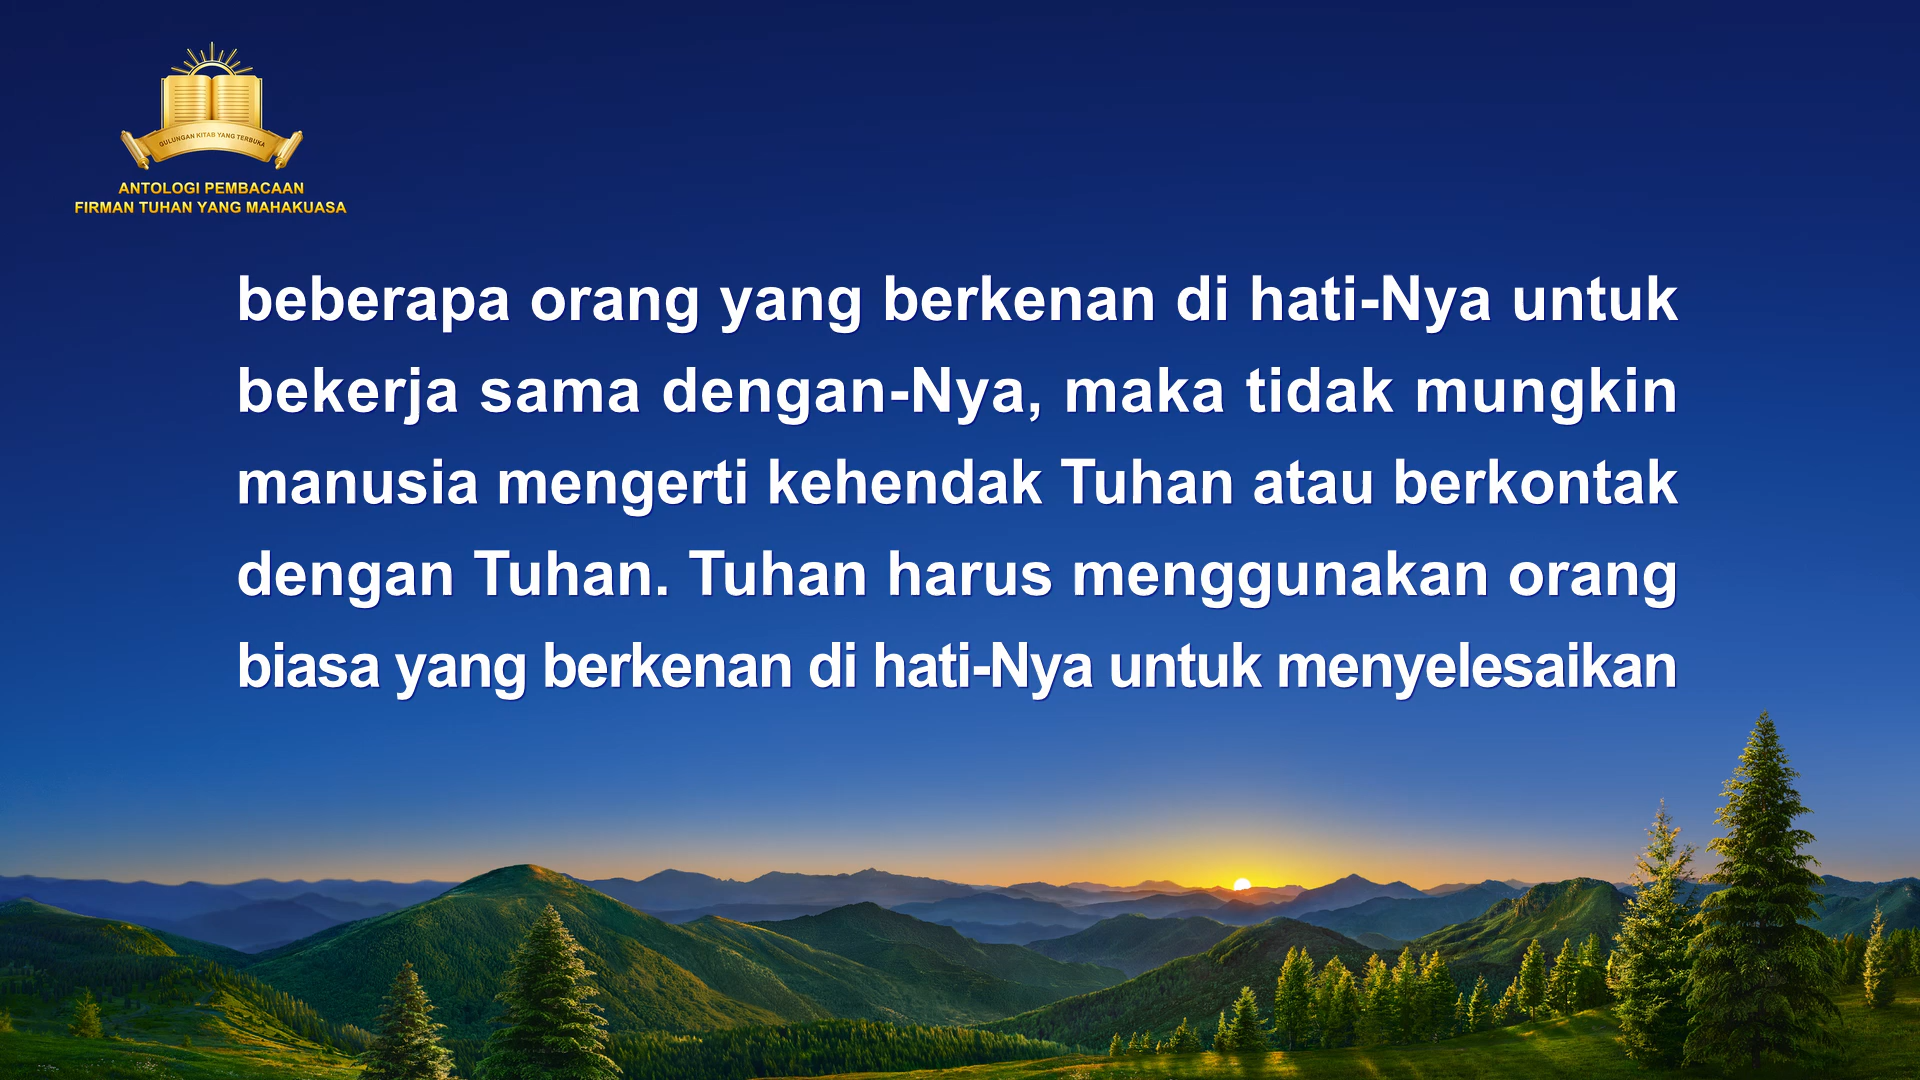 GULUNGAN KITAB YANG TERBUKA
ANTOLOGI PEMBACAAN
FIRMAN TUHAN YANG MAHAKUASA
beberapa orang yang berkenan di hati-Nya untuk
bekerja sama dengan-Nya, maka tidak mungkin
manusia mengerti kehendak Tuhan atau berkontak
dengan Tuhan. Tuhan harus menggunakan orang
biasa yang berkenan di hati-Nya untuk menyelesaikan